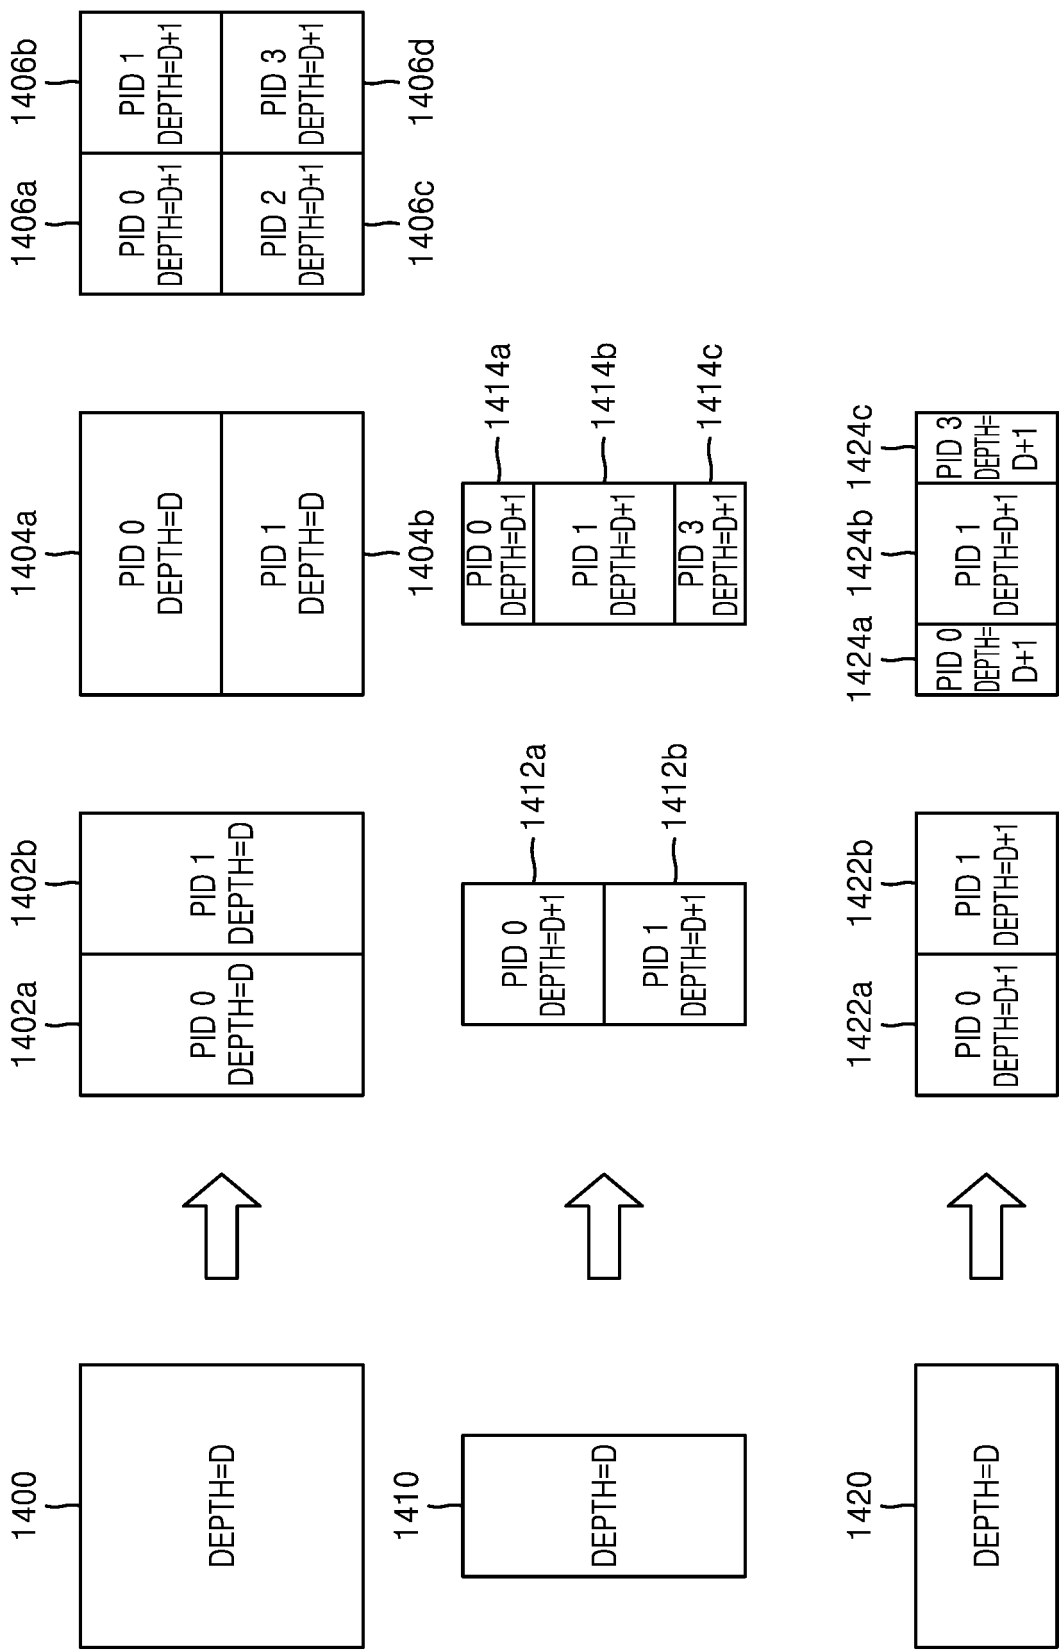 1400
DEPTH=D
1402a
1402b
PID 0
DEPTH=D
PID 1
DEPTH=D
1404a
PID 0
DEPTH=D
PID 1
DEPTH=D
1404b
1406a
1406b
PID 0
DEPTH=D+1
PID 1
DEPTH=D+1
PID 2
DEPTH=D+1
PID 3
DEPTH=D+1
1406c
1406d
1410
DEPTH=D
PID 0
DEPTH=D+1
1412a
PID 1
DEPTH=D+1
1412b
PID 0
DEPTH=D+1
1414a
PID 1
DEPTH=D+1
1414b
PID 3
DEPTH=D+1
1414c
1420
DEPTH=D
1422a
1422b
PID 0
DEPTH=D+1
PID 1
DEPTH=D+1
1424a
1424b
1424c
PID 0
DEPTH=
D+1
PID 1
DEPTH=D+1
PID 3
DEPTH=
D+1